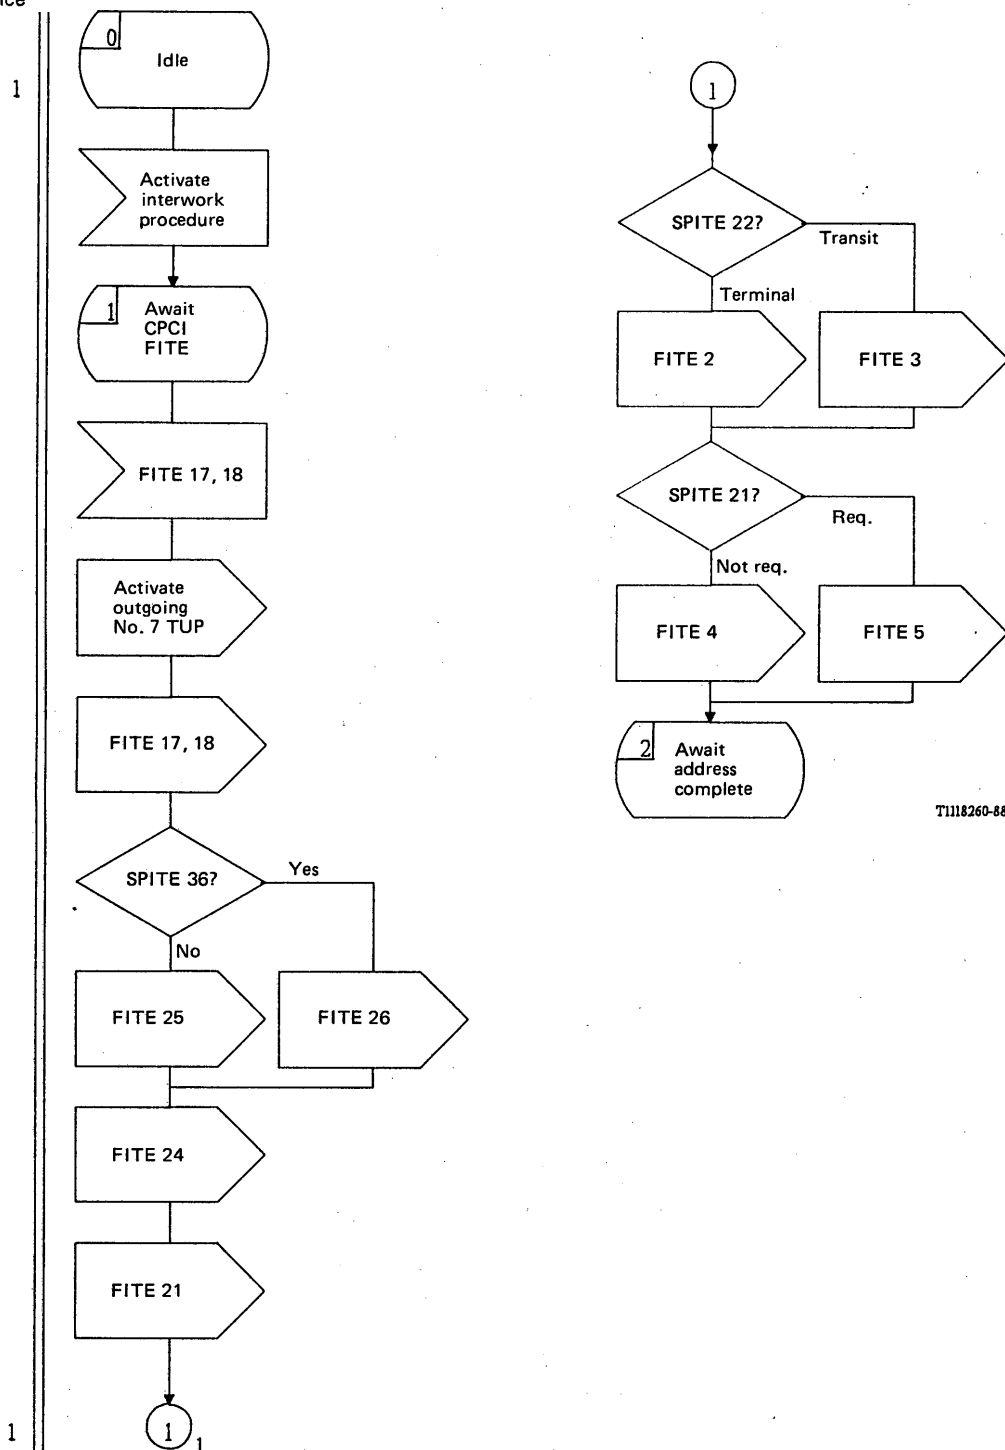 0
Idle
1
Activate
interwork
procedure
1
Await
CPCI
FITE
FITE 17, 18
Activate
outgoing
No. 7 TUP
FITE 17, 18
SPITE 36?
Yes
No
FITE 25
FITE 26
FITE 24
FITE 21
1
1
1
1
SPITE 22?
Transit
Terminal
FITE 2
FITE 3
SPITE 21?
Req.
Not req.
FITE 4
FITE 5
2
Await
address
complete
T1118260-88